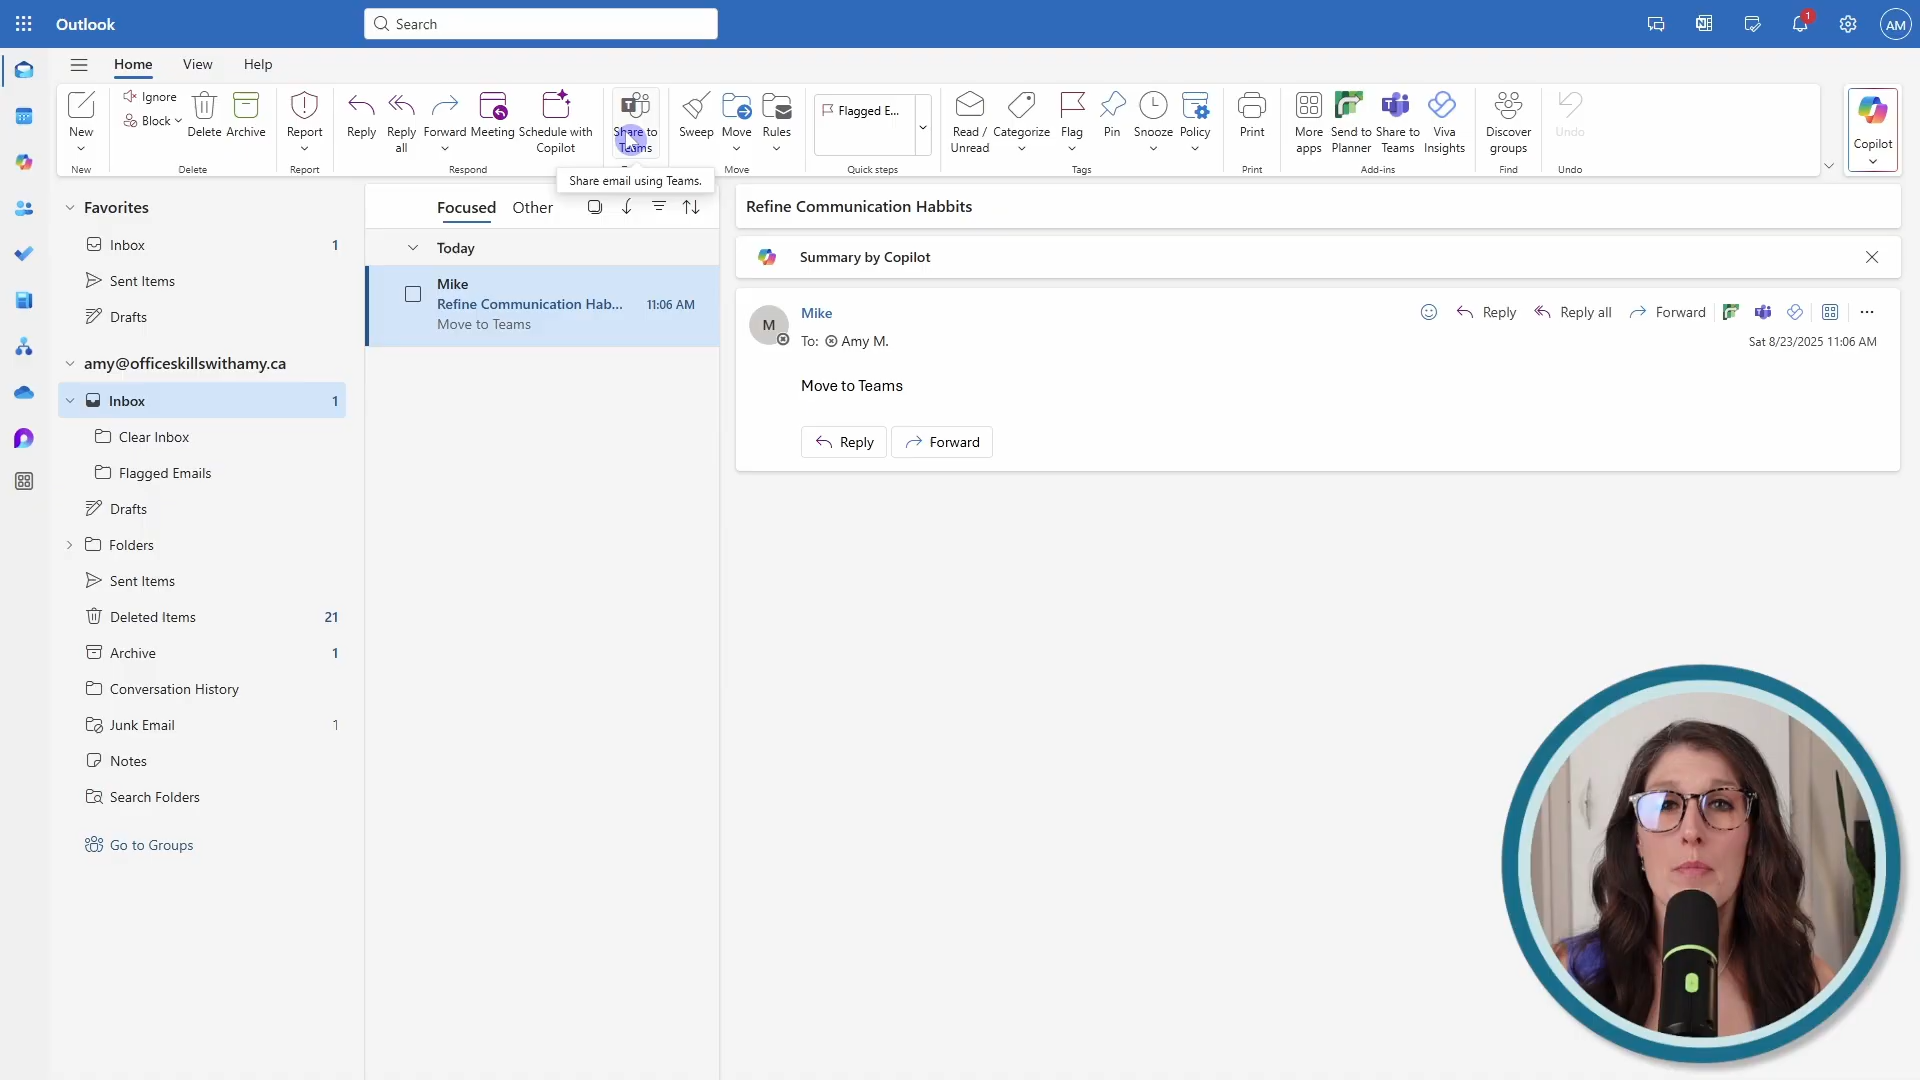 Outlook
Search
1
AM
Home View Help
New
Ignore
Block
Delete
Archive
Report
Reply
Reply all
Forward
Meeting
Schedule with Copilot
Share to Teams
Sweep
Move
Rules
Flagged E...
Read / Unread
Categorize
Flag
Pin
Snooze
Policy
Print
More apps
Send to Planner
Share to Teams
Viva Insights
Discover groups
Undo
Copilot
New
Delete
Report
Respond
Move
Quick steps
Tags
Print
Add-ins
Find
Undo
Share email using Teams.
Favorites
Inbox 1
Sent Items
Drafts
amy@officeskillswithamy.ca
Inbox 1
Clear Inbox
Flagged Emails
Drafts
Folders
Sent Items
Deleted Items 21
Archive 1
Conversation History
Junk Email 1
Notes
Search Folders
Go to Groups
Focused Other
Today
Mike
Refine Communication Hab... 11:06 AM
Move to Teams
Refine Communication Habbits
Summary by Copilot
M
Mike
Reply Reply all Forward
To: Amy M.
Sat 8/23/2025 11:06 AM
Move to Teams
Reply Forward